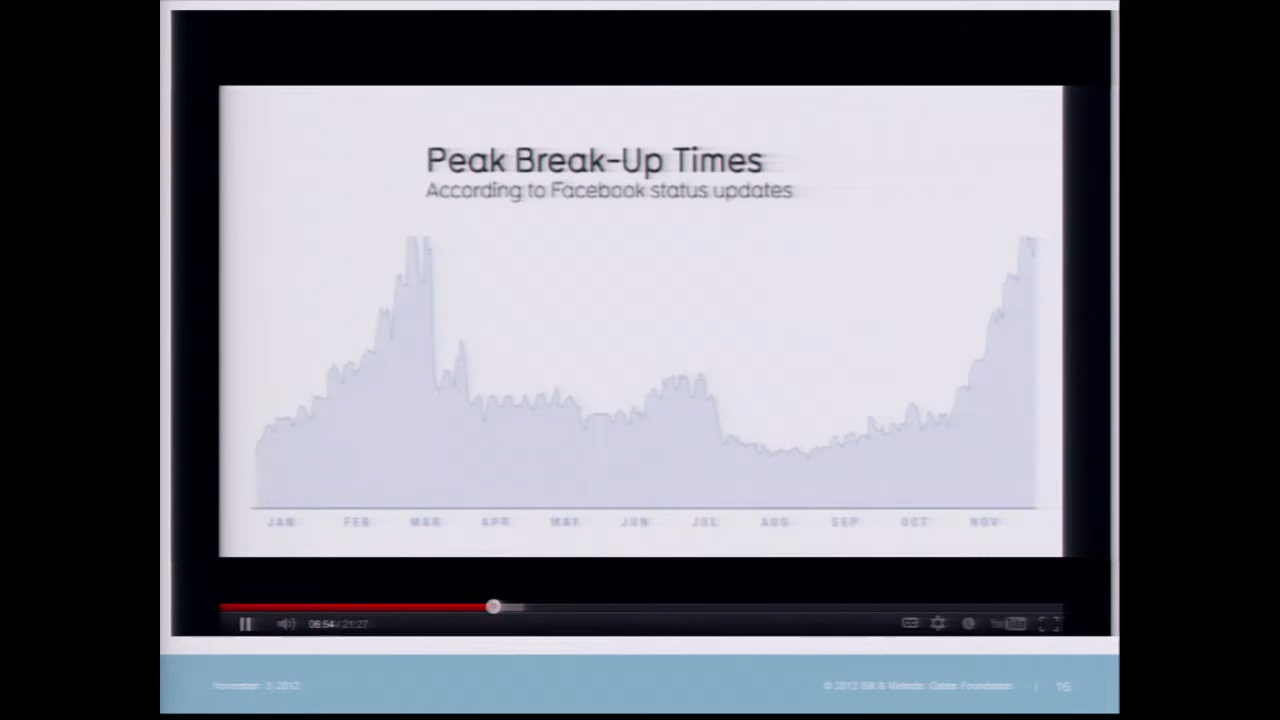 Peak Break-Up Times
According to Facebook status updates
JAN FEB MAR APR MAY JUN JUL AUG SEP OCT NOV
06:54 / 21:27
November 3, 2012
© 2012 Bill & Melinda Gates Foundation | 16